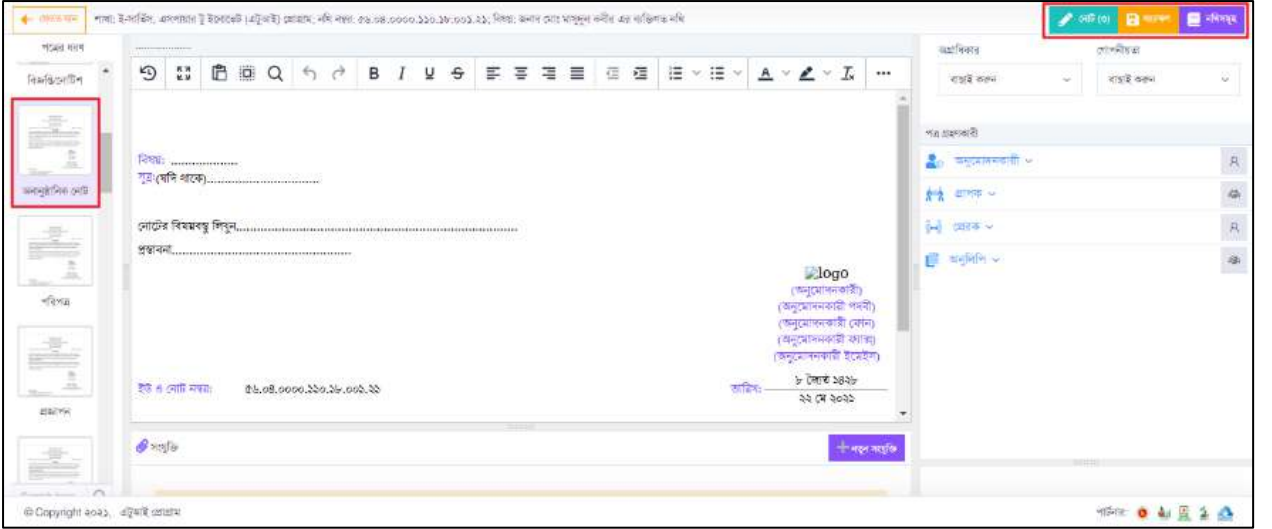 ফেরত যান শাখা: ই-সার্ভিস, এসপায়ার টু ইনোভেট (এটুআই) প্রোগ্রাম; নথি নম্বর: ৫৬.০৪.০০০০.১১০.১৮.০০১.২১; বিষয়: জনাব মোঃ মাসুদুল কবীর এর ব্যক্তিগত নথি নোট (৩) সংরক্ষণ নথিসমূহ
পত্রের ধরণ
বিজ্ঞপ্তি/নোটিশ
অনানুষ্ঠানিক নোট
পরিপত্র
প্রজ্ঞাপন
B I U S A
বিষয়: ......................
সূত্র:(যদি থাকে)...................................
নোটের বিষয়বস্তু লিখুন,...............................................................................................
প্রস্তাবনা...........................................................
logo
(অনুমোদনকারী)
(অনুমোদনকারী পদবী)
(অনুমোদনকারী ফোন)
(অনুমোদনকারী ফ্যাক্স)
(অনুমোদনকারী ইমেইল)
ইউ ও নোট নম্বর: ৫৬.০৪.০০০০.১১০.১৮.০০১.২১ তারিখ: ৮ জ্যৈষ্ঠ ১৪২৮
২২ মে ২০২১
সংযুক্তি নতুন সংযুক্তি
অগ্রাধিকার গোপনীয়তা
বাছাই করুন বাছাই করুন
পত্র গ্রহণকারী
অনুমোদনকারী
প্রাপক
প্রেরক
অনুলিপি
© Copyright ২০২১, এটুআই প্রোগ্রাম পার্টনার: